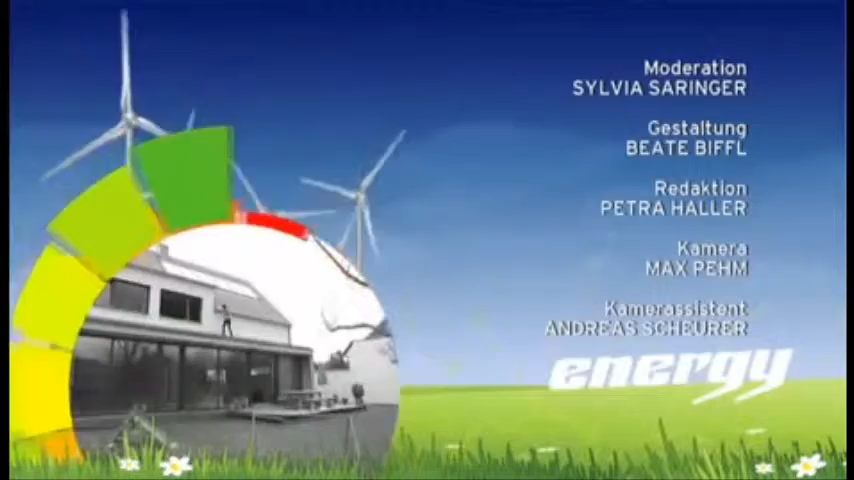 Moderation
SYLVIA SARINGER
Gestaltung
BEATE BIFFL
Redaktion
PETRA HALLER
Kamera
MAX PEHM
Kamerassistent
ANDREAS SCHEURER
energy